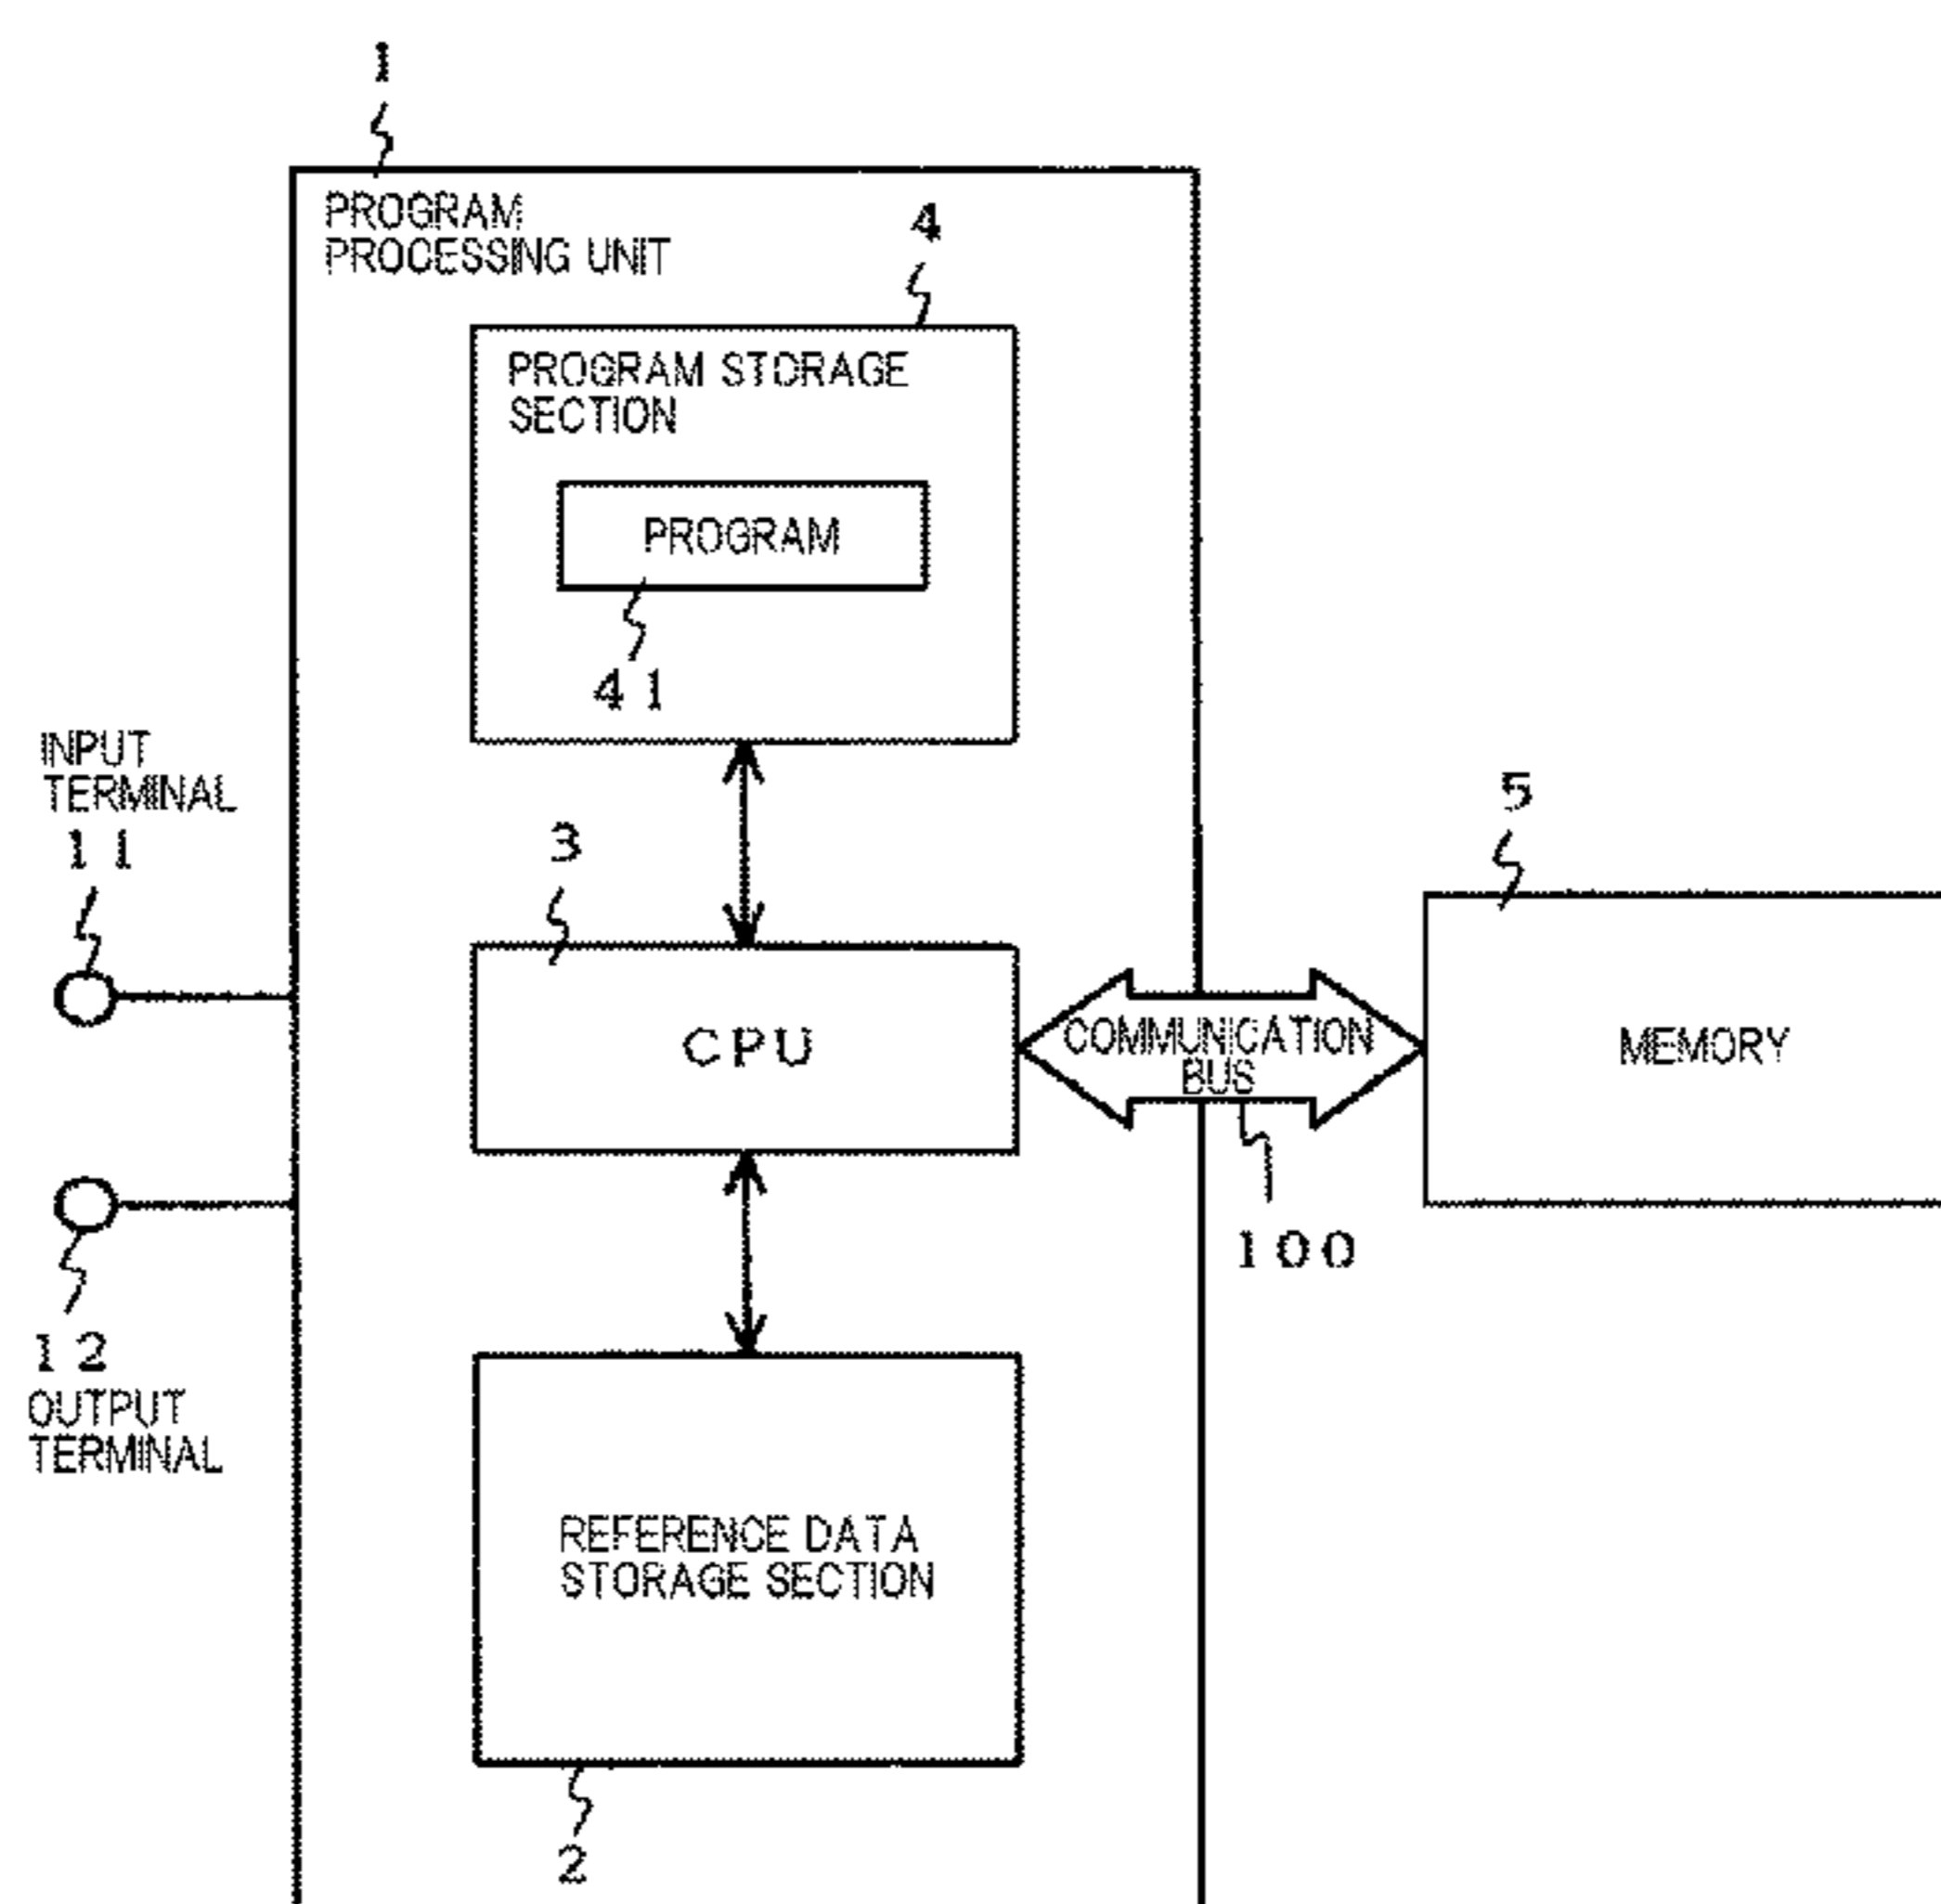 1
PROGRAM
PROCESSING UNIT
4
PROGRAM STORAGE
SECTION
PROGRAM
41
INPUT
TERMINAL
11
3
5
CPU
COMMUNICATION
BUS
MEMORY
100
12
OUTPUT
TERMINAL
REFERENCE DATA
STORAGE SECTION
2